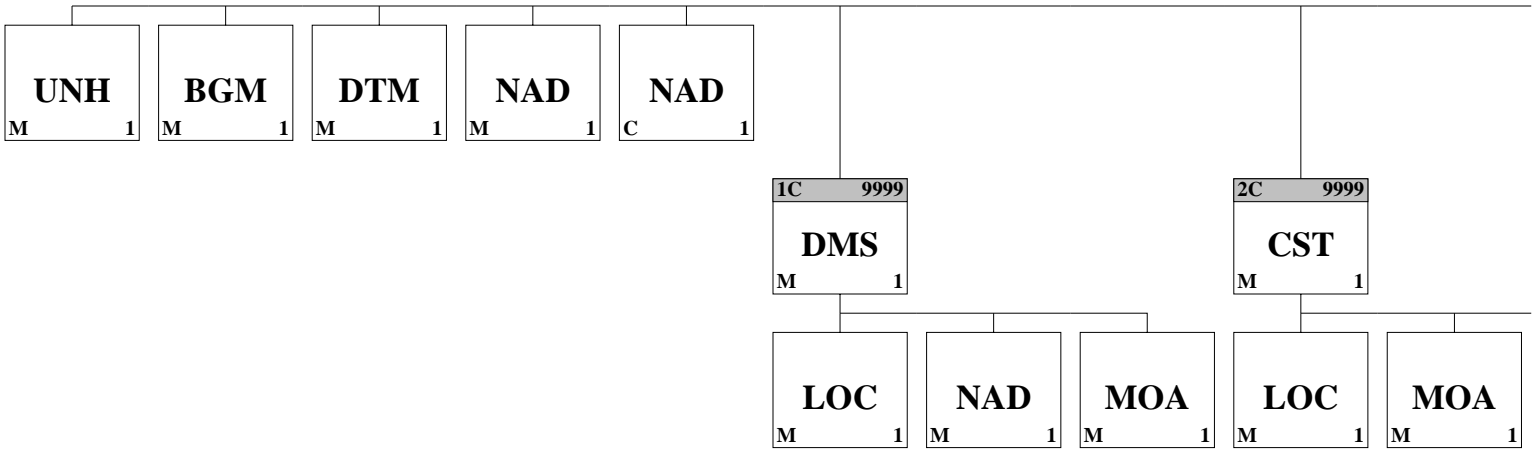 UNH BGM DTM NAD NAD
M 1 M 1 M 1 M 1 C 1
1C 9999 2C 9999
DMS CST
M 1 M 1
LOC NAD MOA LOC MOA
M 1 M 1 M 1 M 1 M 1